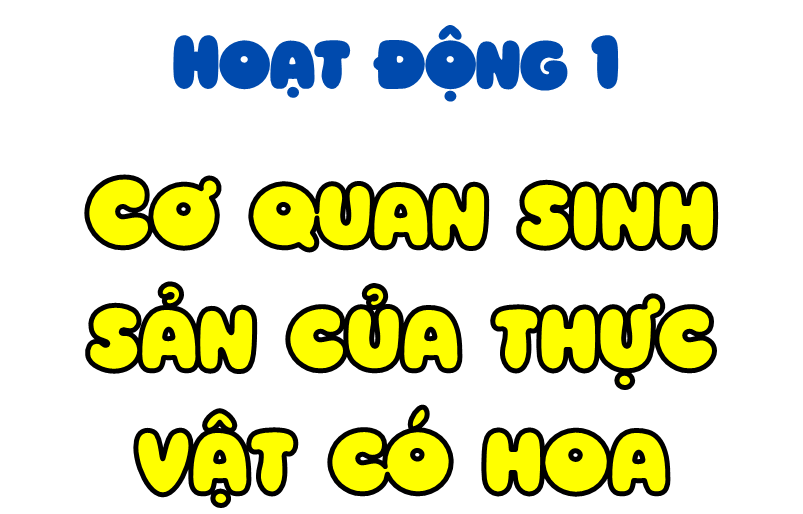 HOẠT ĐỘNG 1
CƠ QUAN SINH
SẢN CỦA THỰC
VẬT CÓ HOA